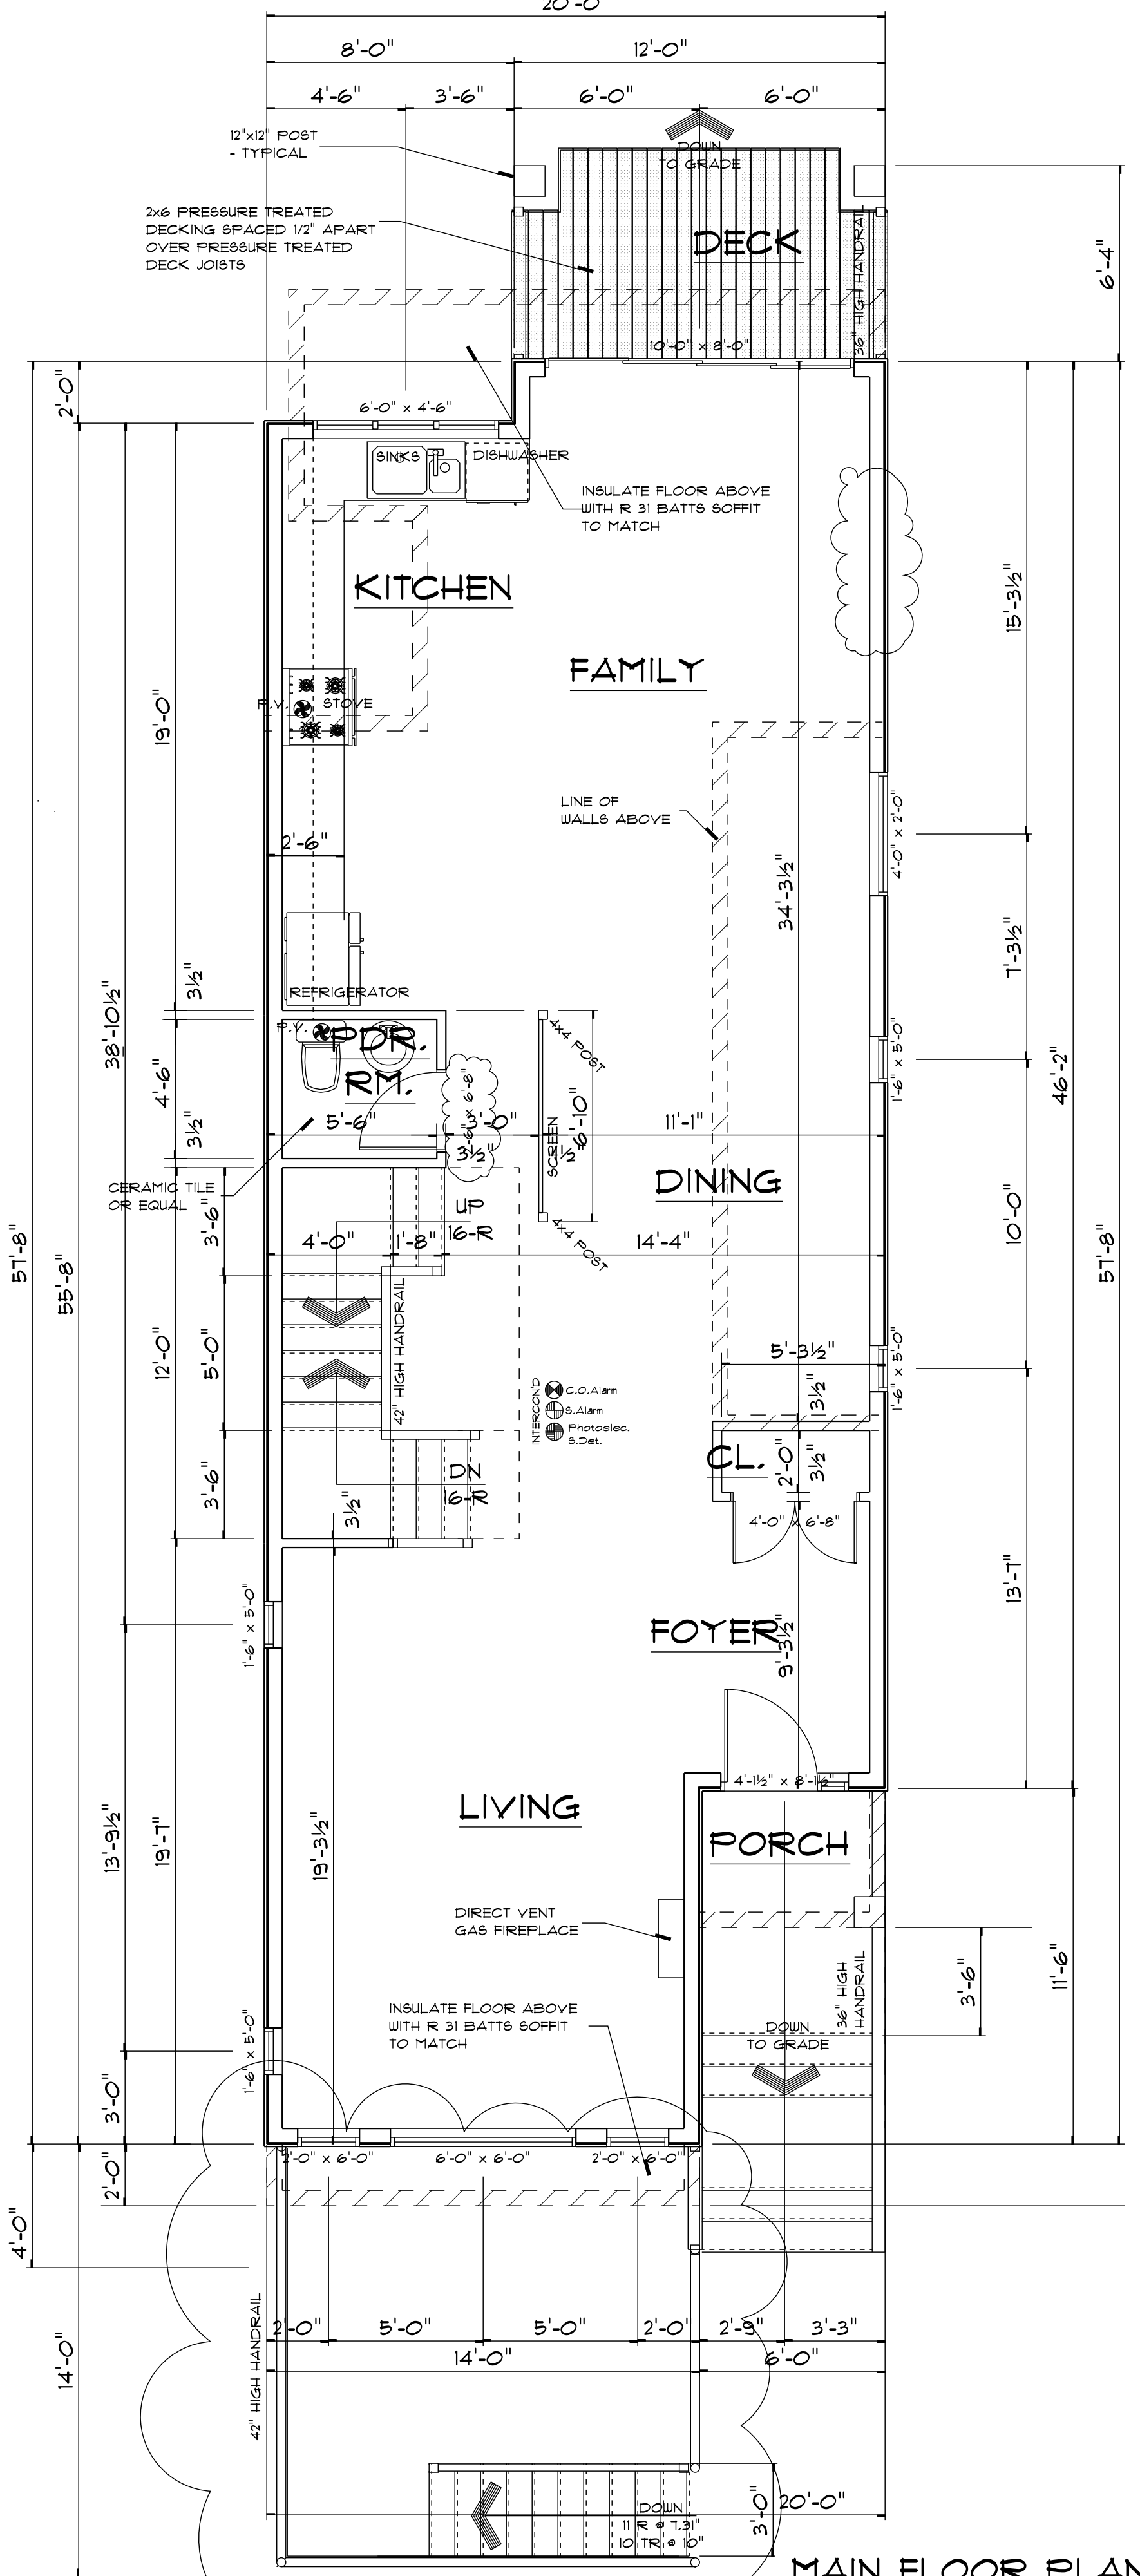 20'-0"
8'-0"
12'-0"
4'-6"
3'-6"
6'-0"
6'-0"
12"x12" POST
- TYPICAL
DOWN
TO GRADE
2x6 PRESSURE TREATED
DECKING SPACED 1/2" APART
OVER PRESSURE TREATED
DECK JOISTS
DECK
36" HIGH HANDRAIL
6'-4"
10'-0" x 8'-0"
2'-0"
6'-0" x 4'-6"
SINKS
DISHWASHER
INSULATE FLOOR ABOVE
WITH R 31 BATTS SOFFIT
TO MATCH
KITCHEN
15'-3½"
FAMILY
19'-0"
F.V.
STOVE
LINE OF
WALLS ABOVE
4'-0" x 2'-0"
2'-6"
34'-3½"
7'-3½"
3½"
REFRIGERATOR
38'-10½"
P.V.
PDR.
RM.
4'-6"
4x4 POST
1'-6" x 5'-0"
46'-2"
2'-6" x 6'-8"
6'-10"
3½"
5'-6"
3'-0"
11'-1"
3½"
½"
SCREEN
CERAMIC TILE
OR EQUAL
DINING
3'-6"
UP
16-R
4x4 POST
10'-0"
57'-8"
55'-8"
57'-8"
4'-0"
1'-8"
14'-4"
42" HIGH HANDRAIL
12'-0"
5'-0"
5'-3½"
1'-6" x 5'-0"
INTERCON'D
C.O.Alarm
S.Alarm
Photoelec.
S.Det.
3½"
CL.
2'-0"
3½"
3'-6"
DN
16-R
3½"
4'-0" x 6'-8"
13'-7"
1'-6" x 5'-0"
FOYER
9'-3½"
4'-1½" x 8'-1½"
LIVING
PORCH
13'-9½"
19'-7"
19'-3½"
DIRECT VENT
GAS FIREPLACE
36" HIGH
HANDRAIL
3'-6"
11'-6"
INSULATE FLOOR ABOVE
WITH R 31 BATTS SOFFIT
TO MATCH
DOWN
TO GRADE
1'-6" x 5'-0"
3'-0"
2'-0"
2'-0" x 6'-0"
6'-0" x 6'-0"
2'-0" x 6'-0"
4'-0"
42" HIGH HANDRAIL
2'-0"
5'-0"
5'-0"
2'-0"
2'-9"
3'-3"
14'-0"
14'-0"
6'-0"
DOWN
11 R @ 7.31"
10 TR @ 10"
3'-0"
20'-0"
MAIN FLOOR PLAN